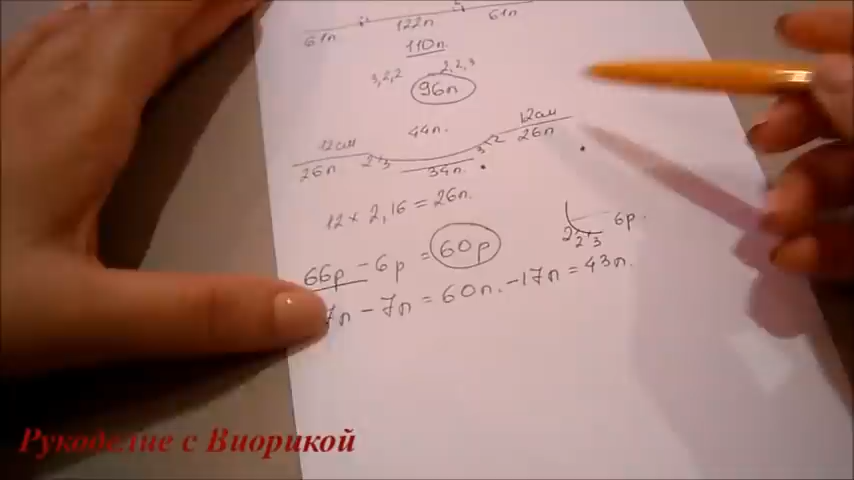 61п 122п 61п
110п.
3,2,2 2,2,3
96п
44п.
12см 12см
26п 2 3 34п. 3 2 26п
12 × 2,16 = 26п.
66р - 6р = 60р
2 2 3 6р.
7п - 7п = 60п. - 17п = 43п.
Рукоделие с Виорикой